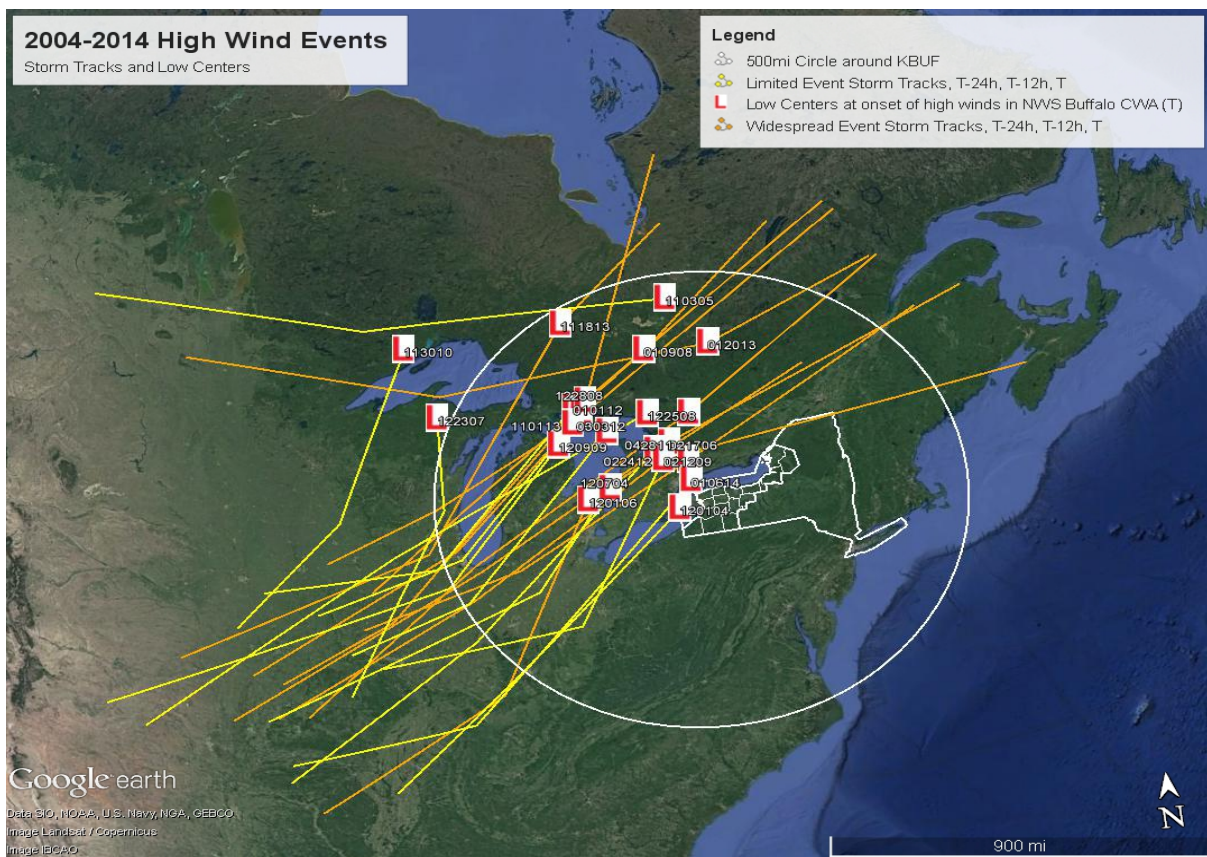 2004-2014 High Wind Events
Storm Tracks and Low Centers
Legend
500mi Circle around KBUF
Limited Event Storm Tracks, T-24h, T-12h, T
L Low Centers at onset of high winds in NWS Buffalo CWA (T)
Widespread Event Storm Tracks, T-24h, T-12h, T
L 110305
L 111813
L 012013
L 113010
L 010908
L 122808
L 010112
L 122508
L 122307
L 110113
L 030312
L 120909
L 042811
L 021706
L 022412
L 021209
L 120704
L 010614
L 120106
L 120104
Google earth
Data SIO, NOAA, U.S. Navy, NGA, GEBCO
Image Landsat / Copernicus
Image IBCAO
N
900 mi